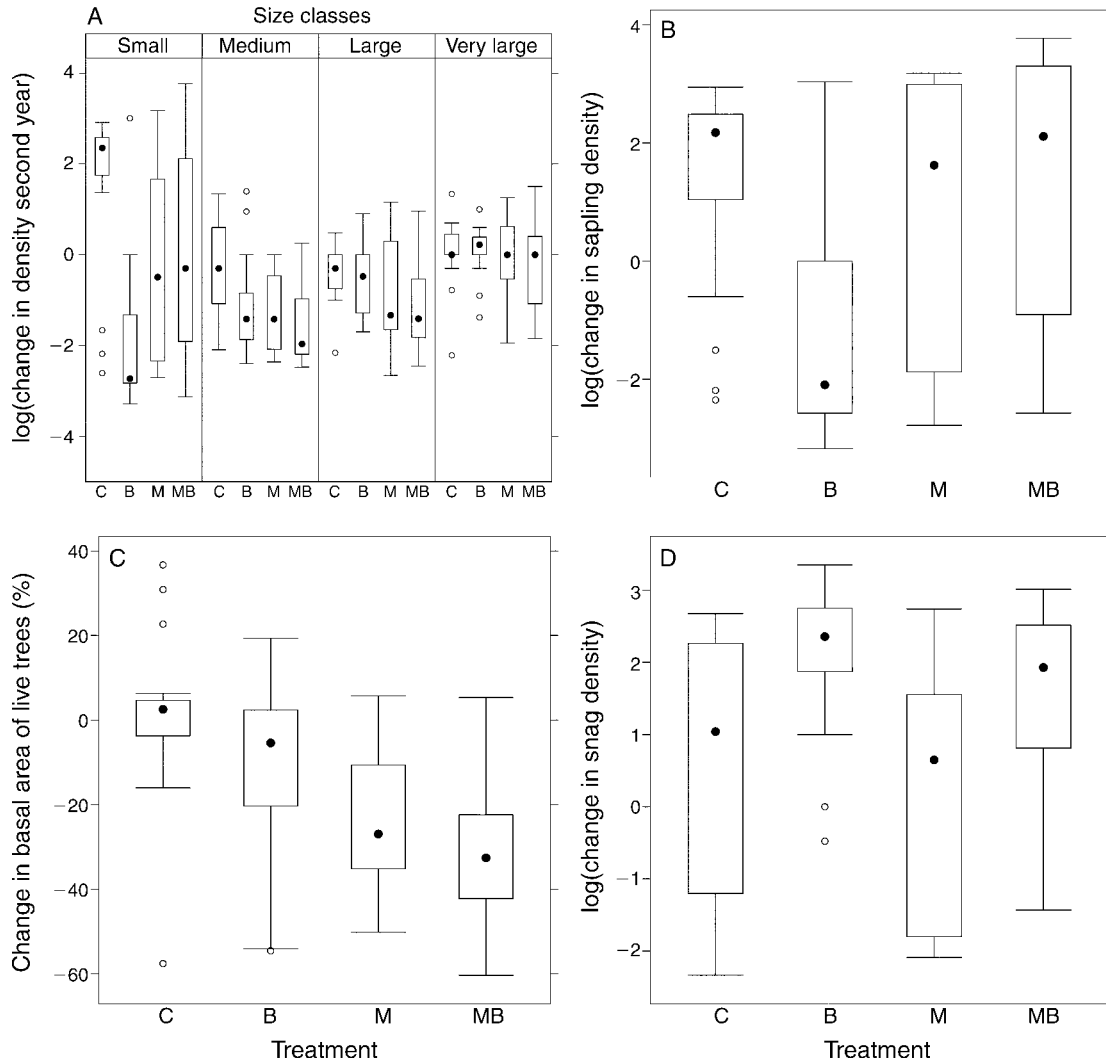 A
Size classes
Small Medium Large Very large
log(change in density second year)
4
2
0
−2
−4
C B M MB C B M MB C B M MB C B M MB
B
log(change in sapling density)
4
2
0
−2
C B M MB
C
Change in basal area of live trees (%)
40
20
0
−20
−40
−60
C B M MB
Treatment
D
log(change in snag density)
3
2
1
0
−1
−2
C B M MB
Treatment